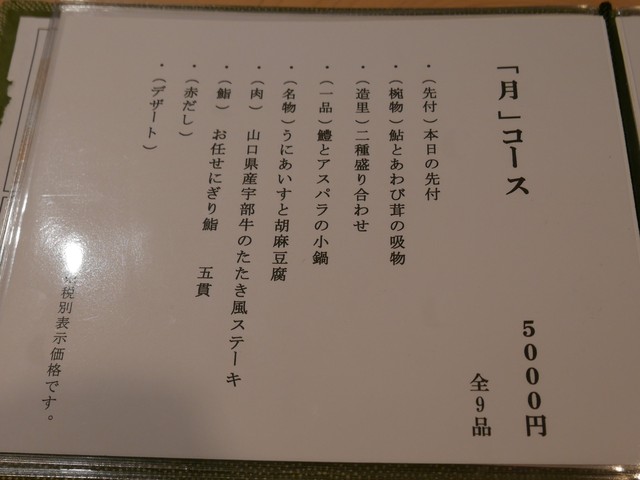 「月」コース
5000円
全9品
・(先付)本日の先付
・(椀物)鮎とあわび茸の吸物
・(造里)二種盛り合わせ
・(一品)鱧とアスパラの小鍋
・(名物)うにあいすと胡麻豆腐
・(肉)山口県産宇部牛のたたき風ステーキ
・(鮨)お任せにぎり鮨 五貫
・(赤だし)
・(デザート)
税別表示価格です。